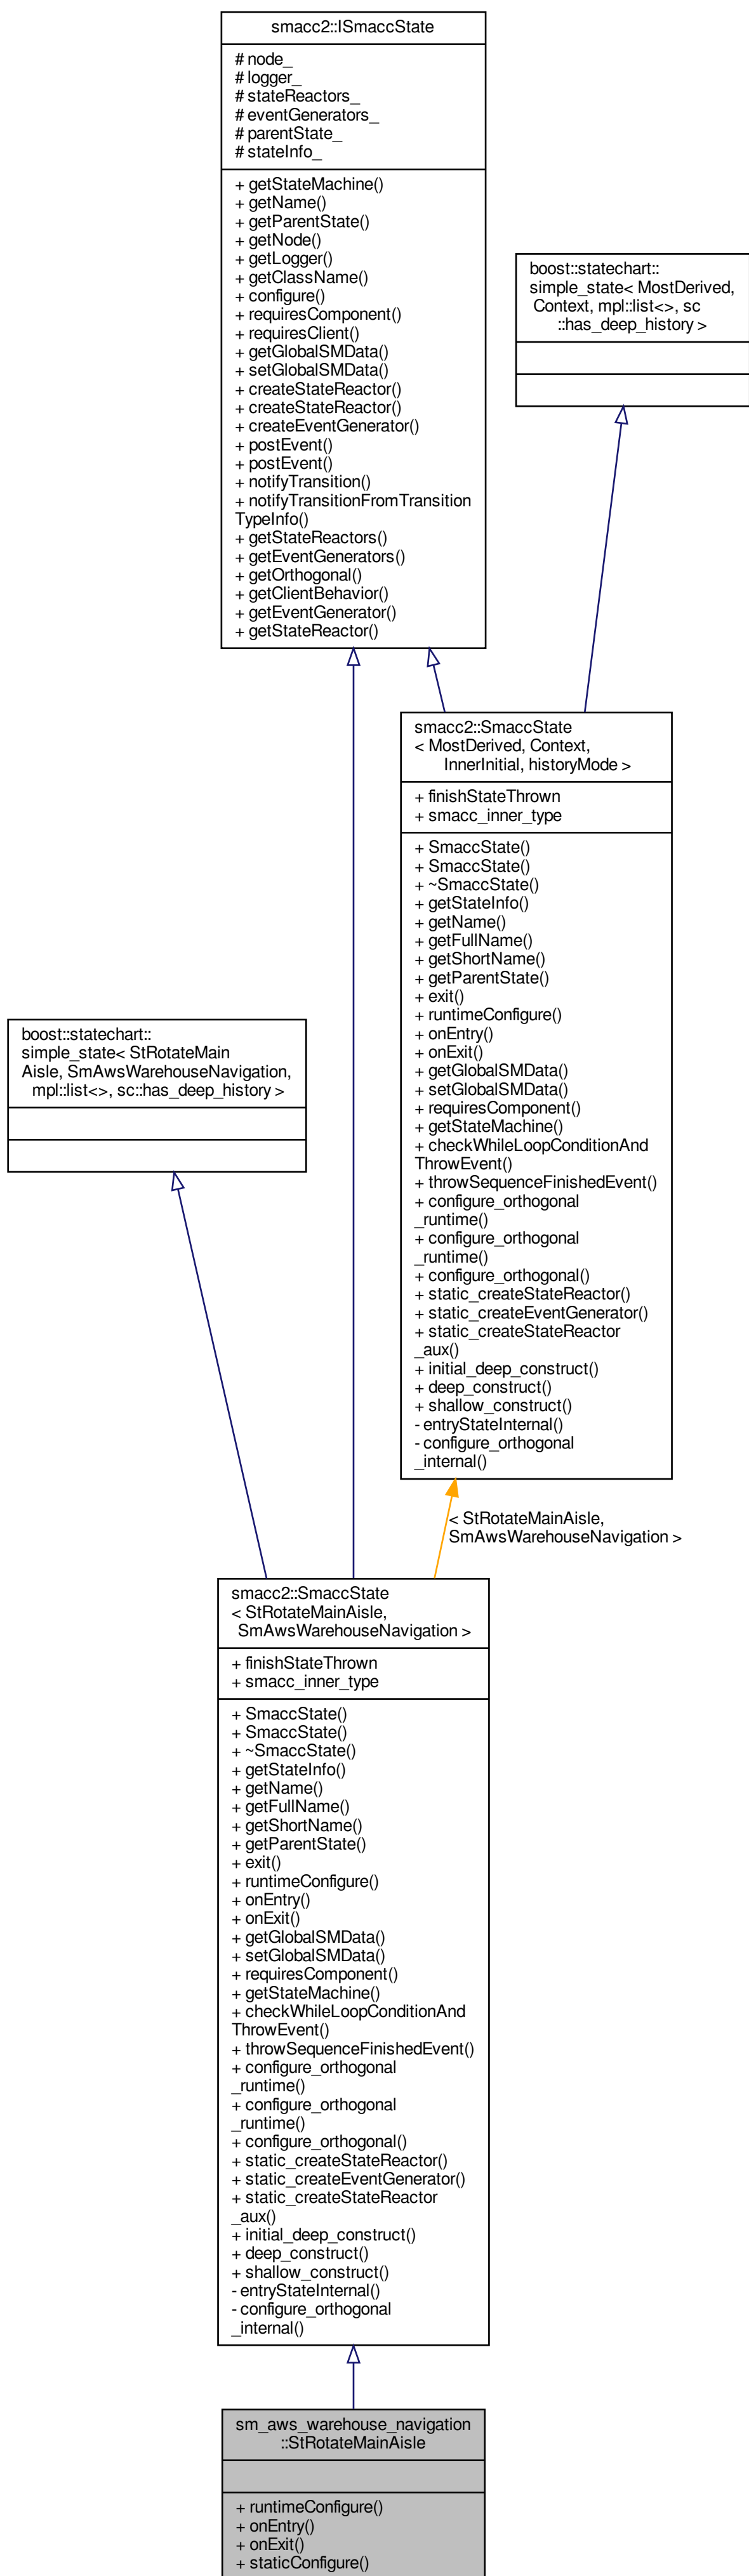 smacc2::ISmaccState
# node_
# logger_
# stateReactors_
# eventGenerators_
# parentState_
# stateInfo_
+ getStateMachine()
+ getName()
+ getParentState()
+ getNode()
+ getLogger()
+ getClassName()
+ configure()
+ requiresComponent()
+ requiresClient()
+ getGlobalSMData()
+ setGlobalSMData()
+ createStateReactor()
+ createStateReactor()
+ createEventGenerator()
+ postEvent()
+ postEvent()
+ notifyTransition()
+ notifyTransitionFromTransition
TypeInfo()
+ getStateReactors()
+ getEventGenerators()
+ getOrthogonal()
+ getClientBehavior()
+ getEventGenerator()
+ getStateReactor()
boost::statechart::
simple_state< MostDerived,
Context, mpl::list<>, sc
::has_deep_history >
smacc2::SmaccState
< MostDerived, Context,
InnerInitial, historyMode >
+ finishStateThrown
+ smacc_inner_type
+ SmaccState()
+ SmaccState()
+ ~SmaccState()
+ getStateInfo()
+ getName()
+ getFullName()
+ getShortName()
+ getParentState()
+ exit()
+ runtimeConfigure()
+ onEntry()
+ onExit()
+ getGlobalSMData()
+ setGlobalSMData()
+ requiresComponent()
+ getStateMachine()
+ checkWhileLoopConditionAnd
ThrowEvent()
+ throwSequenceFinishedEvent()
+ configure_orthogonal
_runtime()
+ configure_orthogonal
_runtime()
+ configure_orthogonal()
+ static_createStateReactor()
+ static_createEventGenerator()
+ static_createStateReactor
_aux()
+ initial_deep_construct()
+ deep_construct()
+ shallow_construct()
- entryStateInternal()
- configure_orthogonal
_internal()
boost::statechart::
simple_state< StRotateMain
Aisle, SmAwsWarehouseNavigation,
mpl::list<>, sc::has_deep_history >
< StRotateMainAisle,
SmAwsWarehouseNavigation >
smacc2::SmaccState
< StRotateMainAisle,
SmAwsWarehouseNavigation >
+ finishStateThrown
+ smacc_inner_type
+ SmaccState()
+ SmaccState()
+ ~SmaccState()
+ getStateInfo()
+ getName()
+ getFullName()
+ getShortName()
+ getParentState()
+ exit()
+ runtimeConfigure()
+ onEntry()
+ onExit()
+ getGlobalSMData()
+ setGlobalSMData()
+ requiresComponent()
+ getStateMachine()
+ checkWhileLoopConditionAnd
ThrowEvent()
+ throwSequenceFinishedEvent()
+ configure_orthogonal
_runtime()
+ configure_orthogonal
_runtime()
+ configure_orthogonal()
+ static_createStateReactor()
+ static_createEventGenerator()
+ static_createStateReactor
_aux()
+ initial_deep_construct()
+ deep_construct()
+ shallow_construct()
- entryStateInternal()
- configure_orthogonal
_internal()
sm_aws_warehouse_navigation
::StRotateMainAisle
+ runtimeConfigure()
+ onEntry()
+ onExit()
+ staticConfigure()